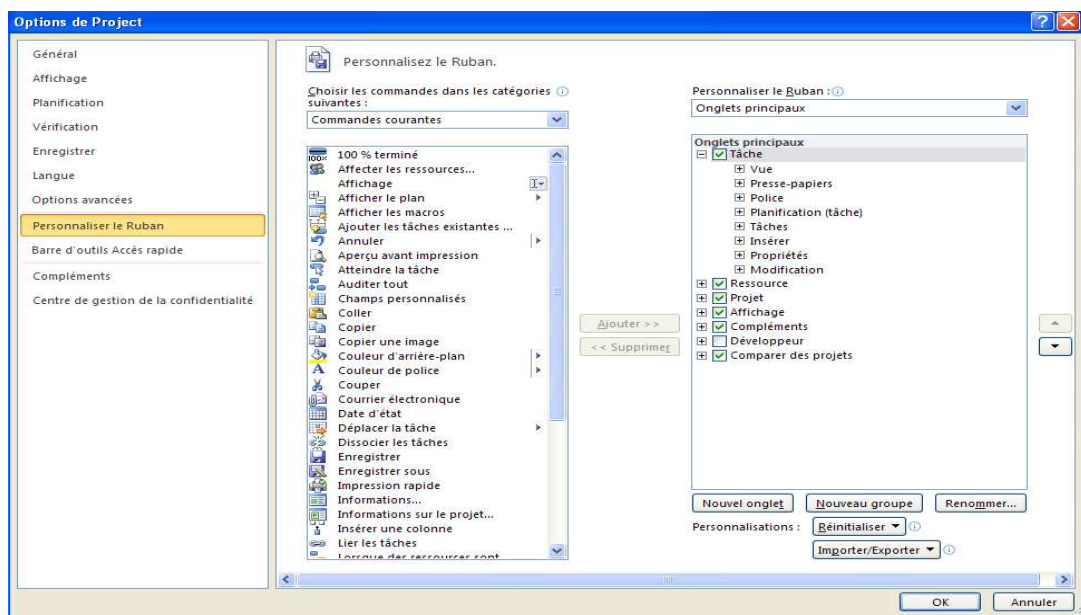 Options de Project
Général
Affichage
Planification
Vérification
Enregistrer
Langue
Options avancées
Personnaliser le Ruban
Barre d'outils Accès rapide
Compléments
Centre de gestion de la confidentialité
Personnalisez le Ruban.
Choisir les commandes dans les catégories
suivantes :
Commandes courantes
100 % terminé
Affecter les ressources...
Affichage
Afficher le plan
Afficher les macros
Ajouter les tâches existantes ...
Annuler
Aperçu avant impression
Atteindre la tâche
Auditer tout
Champs personnalisés
Coller
Copier
Copier une image
Couleur d'arrière-plan
Couleur de police
Couper
Courrier électronique
Date d'état
Déplacer la tâche
Dissocier les tâches
Enregistrer
Enregistrer sous
Impression rapide
Informations...
Informations sur le projet...
Insérer une colonne
Lier les tâches
Lorsque des ressources sont
Ajouter >>
<< Supprimer
Personnaliser le Ruban :
Onglets principaux
Onglets principaux
Tâche
Vue
Presse-papiers
Police
Planification (tâche)
Tâches
Insérer
Propriétés
Modification
Ressource
Projet
Affichage
Compléments
Développeur
Comparer des projets
Nouvel onglet
Nouveau groupe
Renommer...
Personnalisations :
Réinitialiser
Importer/Exporter
OK
Annuler